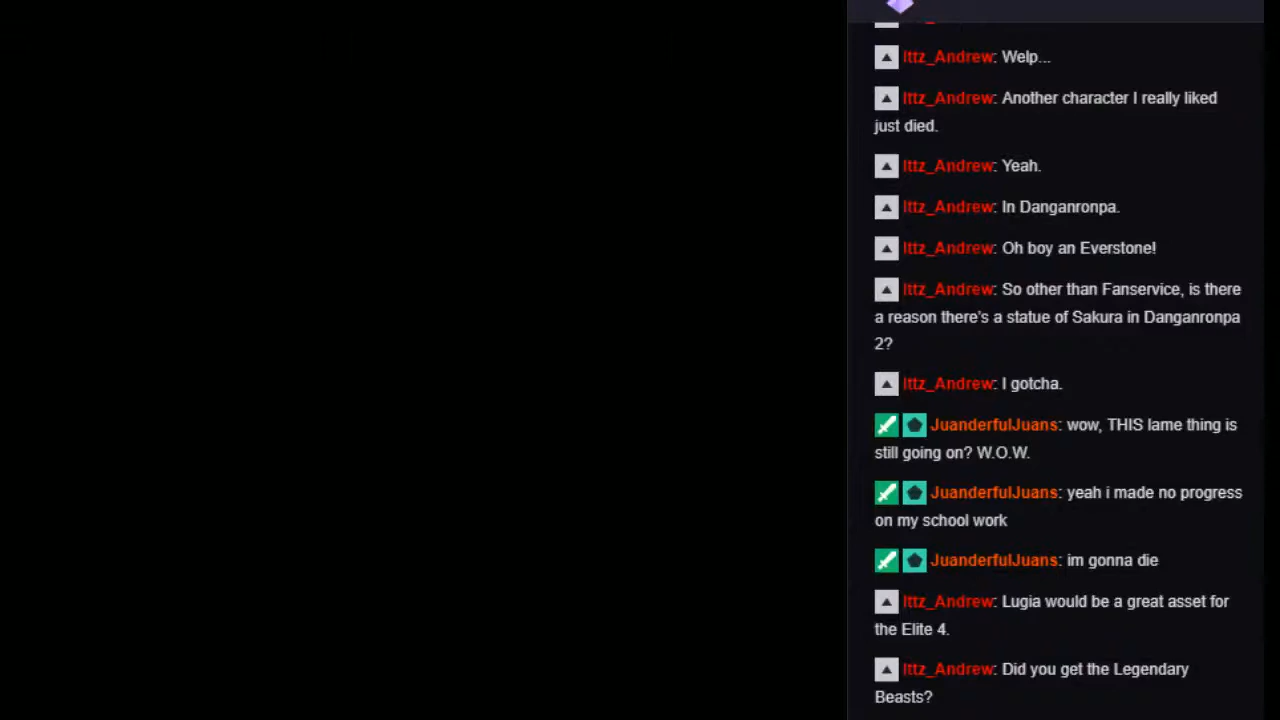 Ittz_Andrew: Welp...
Ittz_Andrew: Another character I really liked
just died.
Ittz_Andrew: Yeah.
Ittz_Andrew: In Danganronpa.
Ittz_Andrew: Oh boy an Everstone!
Ittz_Andrew: So other than Fanservice, is there
a reason there's a statue of Sakura in Danganronpa
2?
Ittz_Andrew: I gotcha.
JuanderfulJuans: wow, THIS lame thing is
still going on? W.O.W.
JuanderfulJuans: yeah i made no progress
on my school work
JuanderfulJuans: im gonna die
Ittz_Andrew: Lugia would be a great asset for
the Elite 4.
Ittz_Andrew: Did you get the Legendary
Beasts?